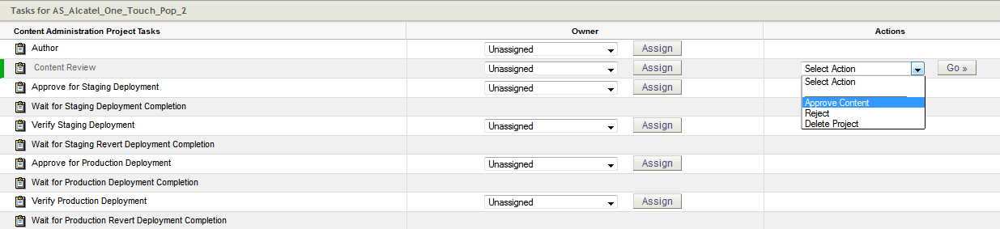 Tasks for AS_Alcatel_One_Touch_Pop_2
Content Administration Project Tasks Owner Actions
Author Unassigned Assign
Content Review Unassigned Assign Select Action Go »
Select Action
Approve for Staging Deployment Unassigned Assign
Approve Content
Wait for Staging Deployment Completion
Reject
Delete Project
Verify Staging Deployment Unassigned Assign
Wait for Staging Revert Deployment Completion
Approve for Production Deployment Unassigned Assign
Wait for Production Deployment Completion
Verify Production Deployment Unassigned Assign
Wait for Production Revert Deployment Completion